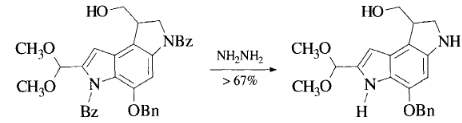 HO HO
NBz NH
CH₃O NH₂NH₂ CH₃O
CH₃O N > 67% CH₃O N
Bz OBn H OBn